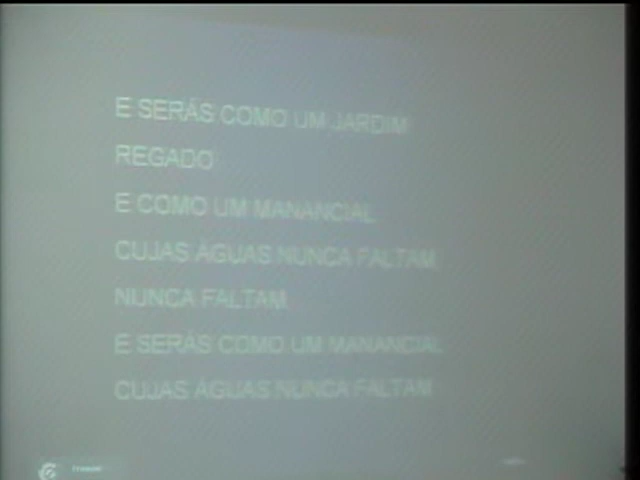 E SERÁS COMO UM JARDIM
REGADO
E COMO UM MANANCIAL
CUJAS ÁGUAS NUNCA FALTAM
NUNCA FALTAM
E SERÁS COMO UM MANANCIAL
CUJAS ÁGUAS NUNCA FALTAM